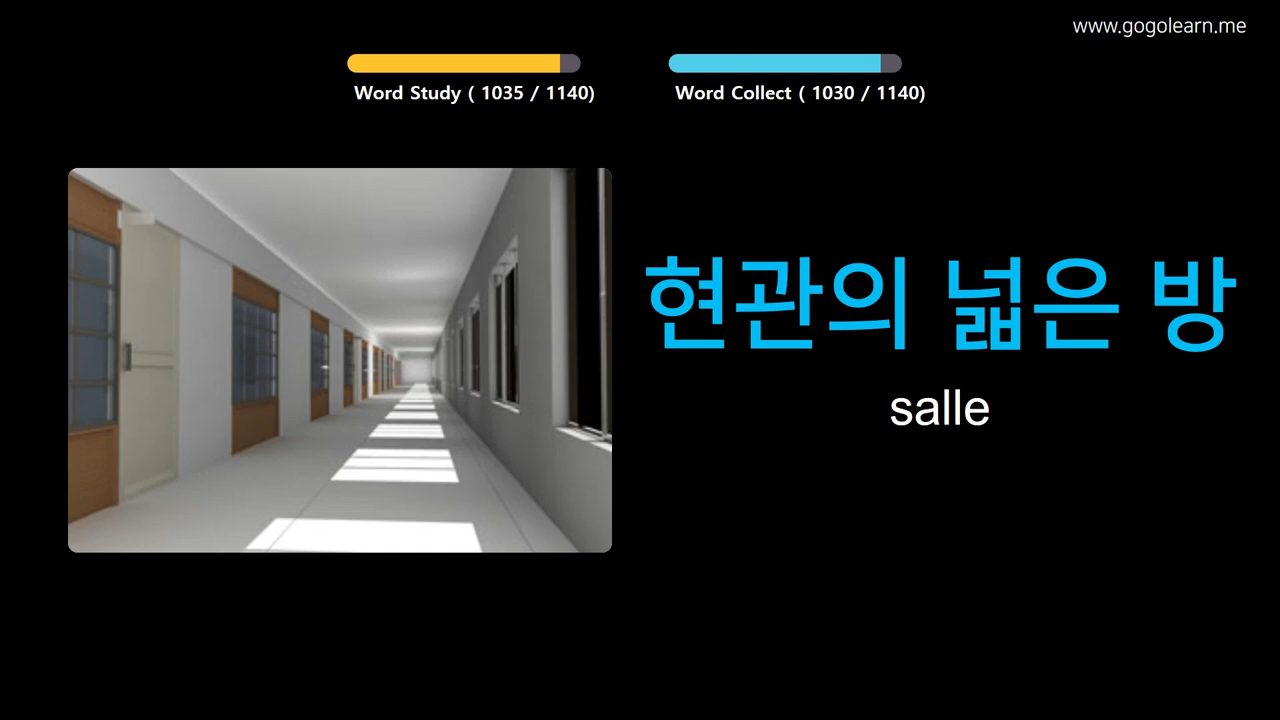 www.gogolearn.me
Word Study ( 1035 / 1140)
Word Collect ( 1030 / 1140)
현관의 넓은 방
salle